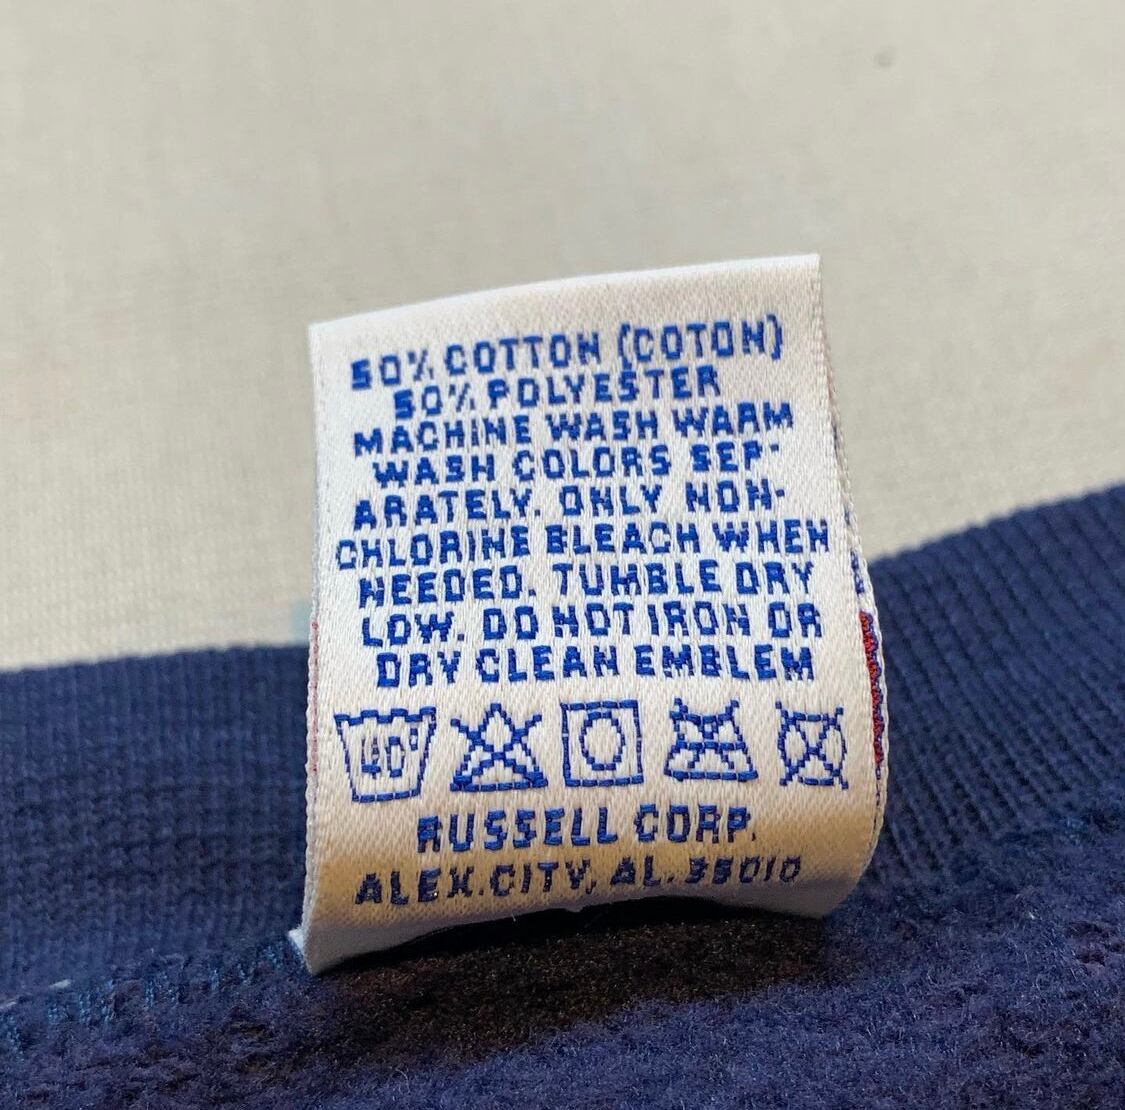 50% COTTON (COTON)
50% POLYESTER
MACHINE WASH WARM
WASH COLORS SEP-
ARATELY. ONLY NON-
CHLORINE BLEACH WHEN
NEEDED. TUMBLE DRY
LOW. DO NOT IRON OR
DRY CLEAN EMBLEM
40°
RUSSELL CORP.
ALEX.CITY, AL. 35010